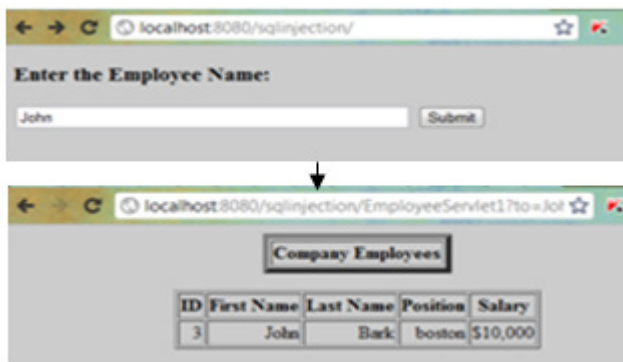 localhost:8080/sqlinjection/
Enter the Employee Name:
John
Submit
localhost:8080/sqlinjection/EmployeeServlet1?to=Joh
Company Employees
ID First Name Last Name Position Salary
3 John Bark boston $10,000